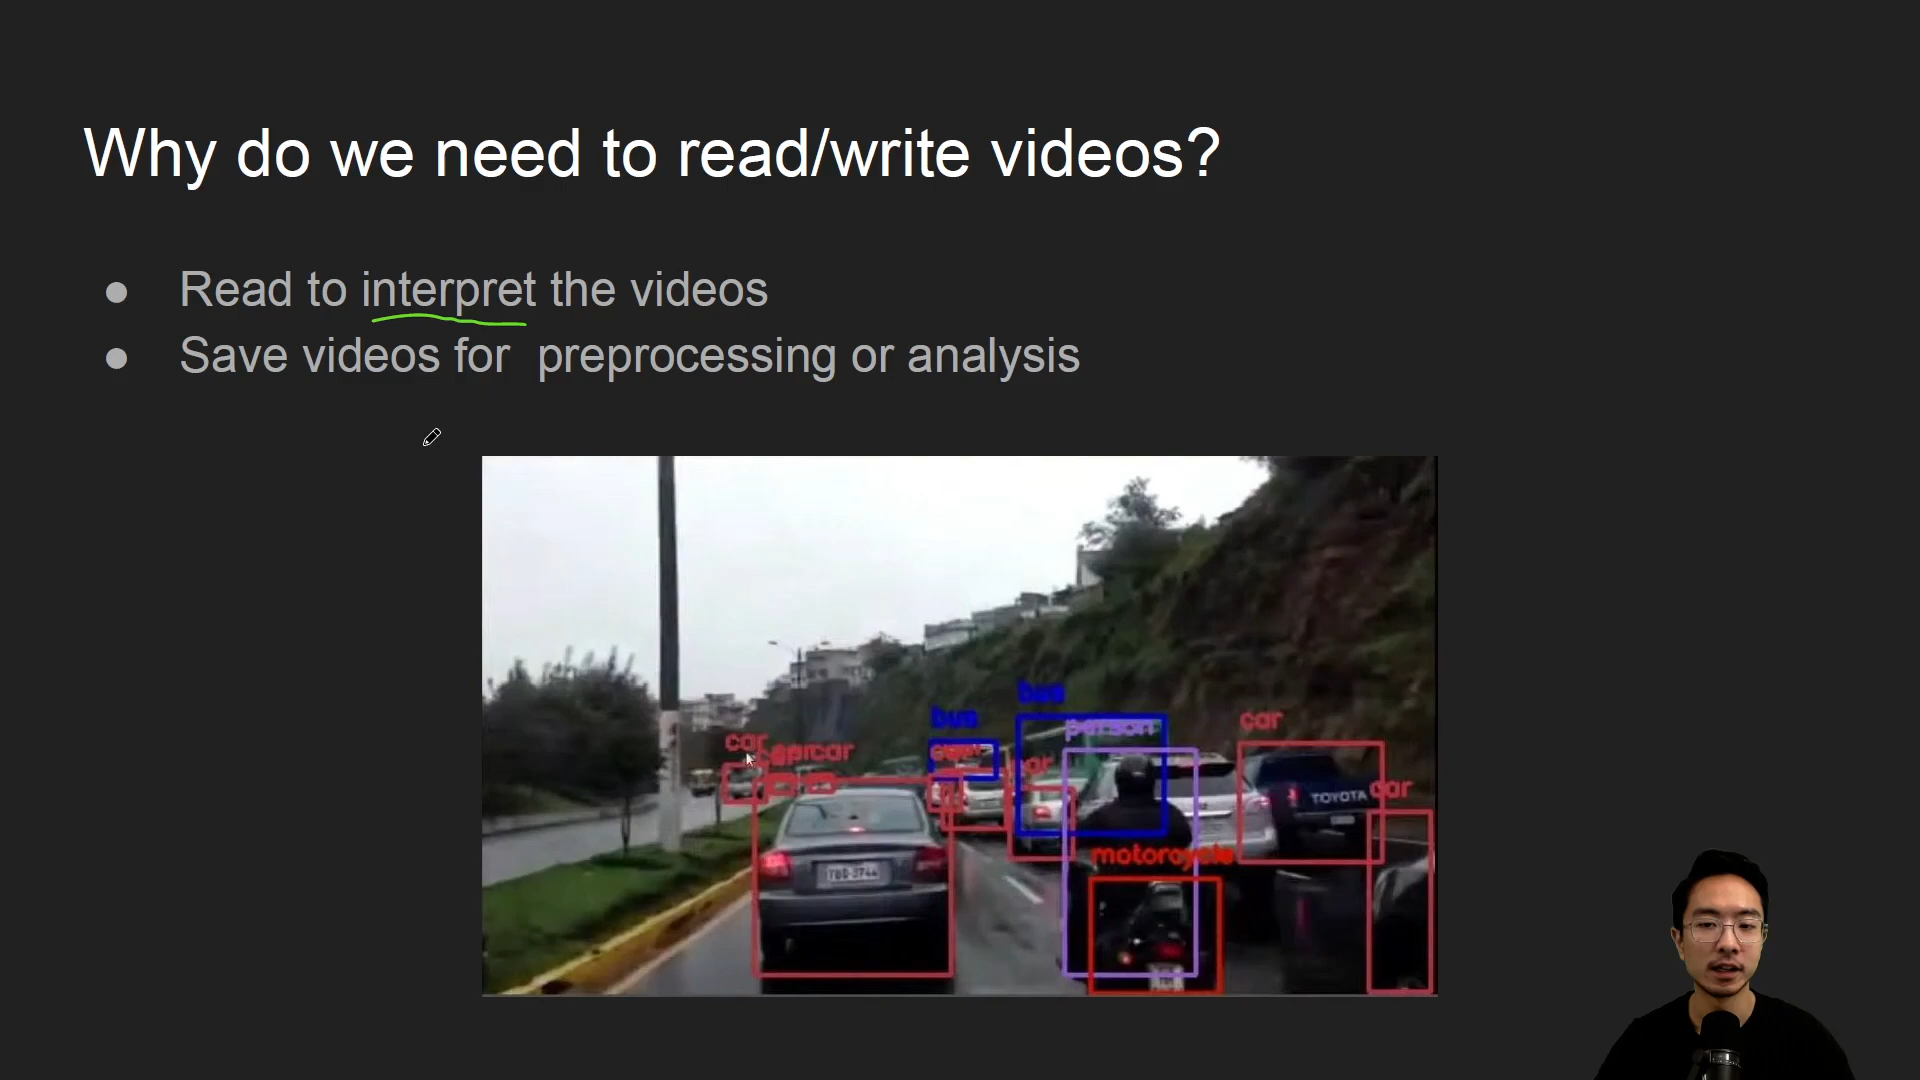 Why do we need to read/write videos?
● Read to interpret the videos
● Save videos for preprocessing or analysis
bus
bus
person
car
car
car
car
car
TOYOTA
car
motorcycle